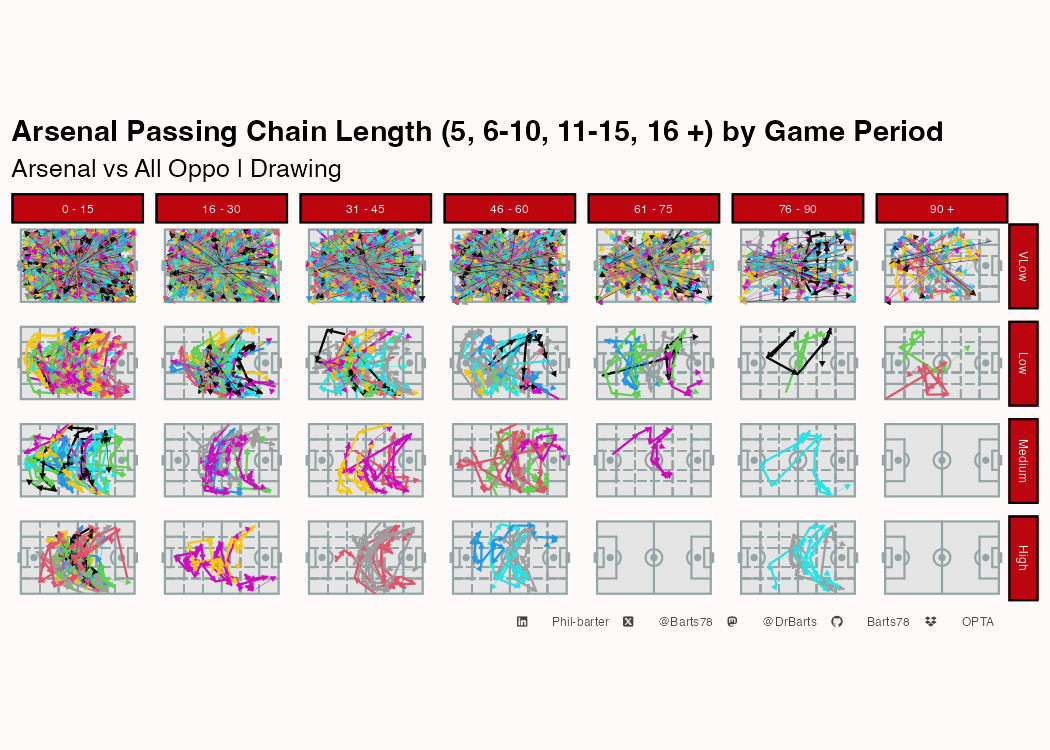 Arsenal Passing Chain Length (5, 6-10, 11-15, 16 +) by Game Period
Arsenal vs All Oppo | Drawing
0 - 15 16 - 30 31 - 45 46 - 60 61 - 75 76 - 90 90 +
VLow
Low
Medium
High
Phil-barter @Barts78 @DrBarts Barts78 OPTA